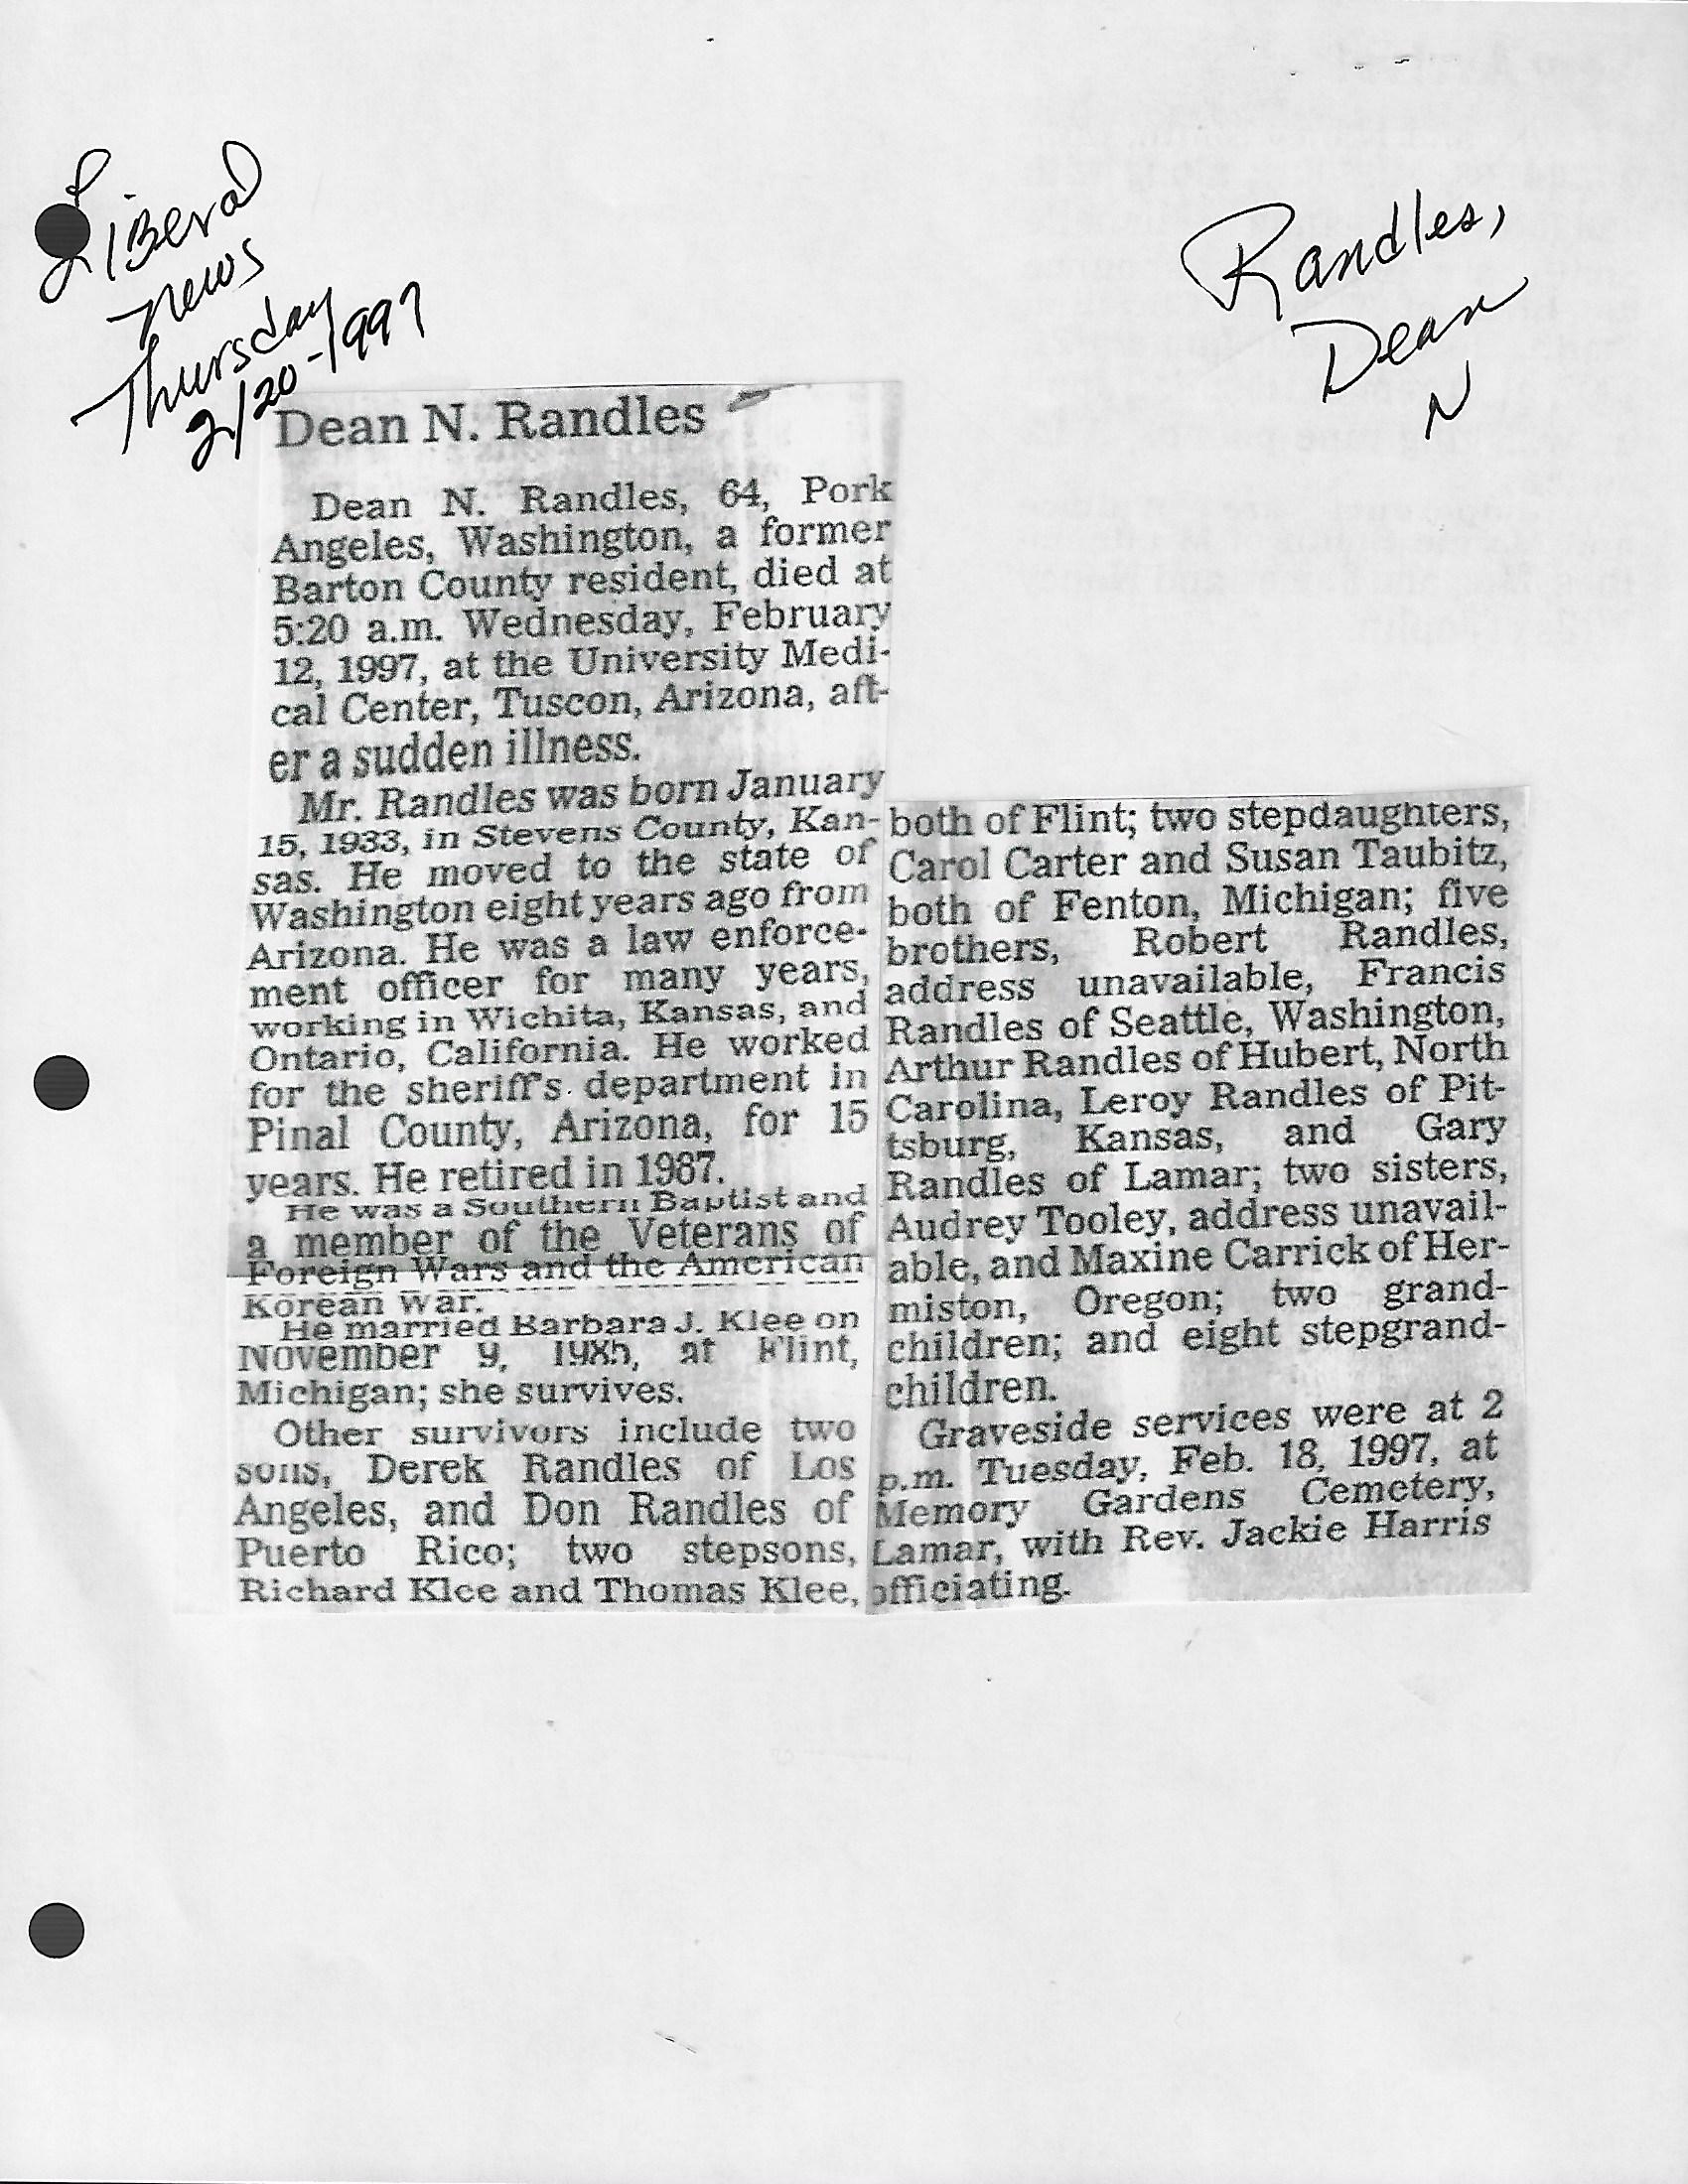 Liberal
News
Thursday
2/20-1997
Randles,
Dean
N
Dean N. Randles
Dean N. Randles, 64, Pork
Angeles, Washington, a former
Barton County resident, died at
5:20 a.m. Wednesday, February
12, 1997, at the University Medi-
cal Center, Tuscon, Arizona, aft-
er a sudden illness.
Mr. Randles was born January
15, 1933, in Stevens County, Kan-
sas. He moved to the state of
Washington eight years ago from
Arizona. He was a law enforce-
ment officer for many years,
working in Wichita, Kansas, and
Ontario, California. He worked
for the sheriff's department in
Pinal County, Arizona, for 15
years. He retired in 1987.
He was a Southern Baptist and
a member of the Veterans of
Foreign Wars and the American
Korean War.
He married Barbara J. Klee on
November 9, 1985, at Flint,
Michigan; she survives.
Other survivors include two
sons, Derek Randles of Los
Angeles, and Don Randles of
Puerto Rico; two stepsons,
Richard Klee and Thomas Klee,
both of Flint; two stepdaughters,
Carol Carter and Susan Taubitz,
both of Fenton, Michigan; five
brothers, Robert Randles,
address unavailable, Francis
Randles of Seattle, Washington,
Arthur Randles of Hubert, North
Carolina, Leroy Randles of Pit-
tsburg, Kansas, and Gary
Randles of Lamar; two sisters,
Audrey Tooley, address unavail-
able, and Maxine Carrick of Her-
miston, Oregon; two grand-
children; and eight stepgrand-
children.
Graveside services were at 2
p.m. Tuesday, Feb. 18, 1997, at
Memory Gardens Cemetery,
Lamar, with Rev. Jackie Harris
officiating.